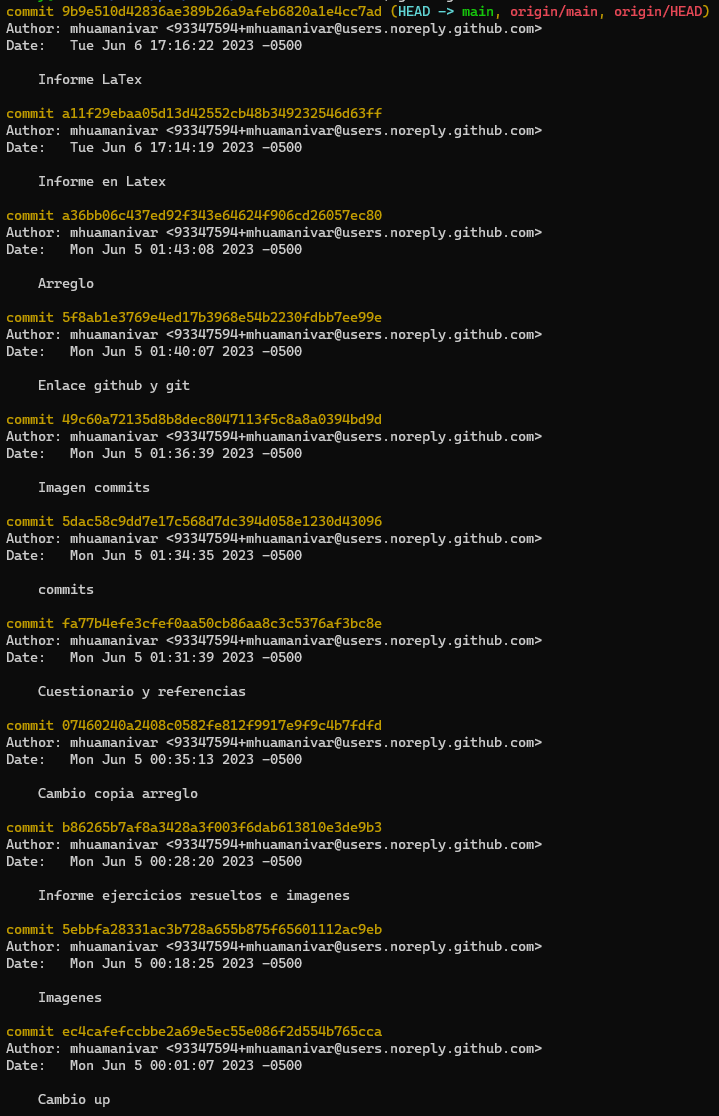 commit 9b9e510d42836ae389b26a9afeb6820a1e4cc7ad (HEAD -> main, origin/main, origin/HEAD)
Author: mhuamanivar <93347594+mhuamanivar@users.noreply.github.com>
Date:   Tue Jun 6 17:16:22 2023 -0500
Informe LaTex
commit a11f29ebaa05d13d42552cb48b349232546d63ff
Author: mhuamanivar <93347594+mhuamanivar@users.noreply.github.com>
Date:   Tue Jun 6 17:14:19 2023 -0500
Informe en Latex
commit a36bb06c437ed92f343e64624f906cd26057ec80
Author: mhuamanivar <93347594+mhuamanivar@users.noreply.github.com>
Date:   Mon Jun 5 01:43:08 2023 -0500
Arreglo
commit 5f8ab1e3769e4ed17b3968e54b2230fdbb7ee99e
Author: mhuamanivar <93347594+mhuamanivar@users.noreply.github.com>
Date:   Mon Jun 5 01:40:07 2023 -0500
Enlace github y git
commit 49c60a72135d8b8dec8047113f5c8a8a0394bd9d
Author: mhuamanivar <93347594+mhuamanivar@users.noreply.github.com>
Date:   Mon Jun 5 01:36:39 2023 -0500
Imagen commits
commit 5dac58c9dd7e17c568d7dc394d058e1230d43096
Author: mhuamanivar <93347594+mhuamanivar@users.noreply.github.com>
Date:   Mon Jun 5 01:34:35 2023 -0500
commits
commit fa77b4efe3cfef0aa50cb86aa8c3c5376af3bc8e
Author: mhuamanivar <93347594+mhuamanivar@users.noreply.github.com>
Date:   Mon Jun 5 01:31:39 2023 -0500
Cuestionario y referencias
commit 07460240a2408c0582fe812f9917e9f9c4b7fdfd
Author: mhuamanivar <93347594+mhuamanivar@users.noreply.github.com>
Date:   Mon Jun 5 00:35:13 2023 -0500
Cambio copia arreglo
commit b86265b7af8a3428a3f003f6dab613810e3de9b3
Author: mhuamanivar <93347594+mhuamanivar@users.noreply.github.com>
Date:   Mon Jun 5 00:28:20 2023 -0500
Informe ejercicios resueltos e imagenes
commit 5ebbfa28331ac3b728a655b875f65601112ac9eb
Author: mhuamanivar <93347594+mhuamanivar@users.noreply.github.com>
Date:   Mon Jun 5 00:18:25 2023 -0500
Imagenes
commit ec4cafefccbbe2a69e5ec55e086f2d554b765cca
Author: mhuamanivar <93347594+mhuamanivar@users.noreply.github.com>
Date:   Mon Jun 5 00:01:07 2023 -0500
Cambio up